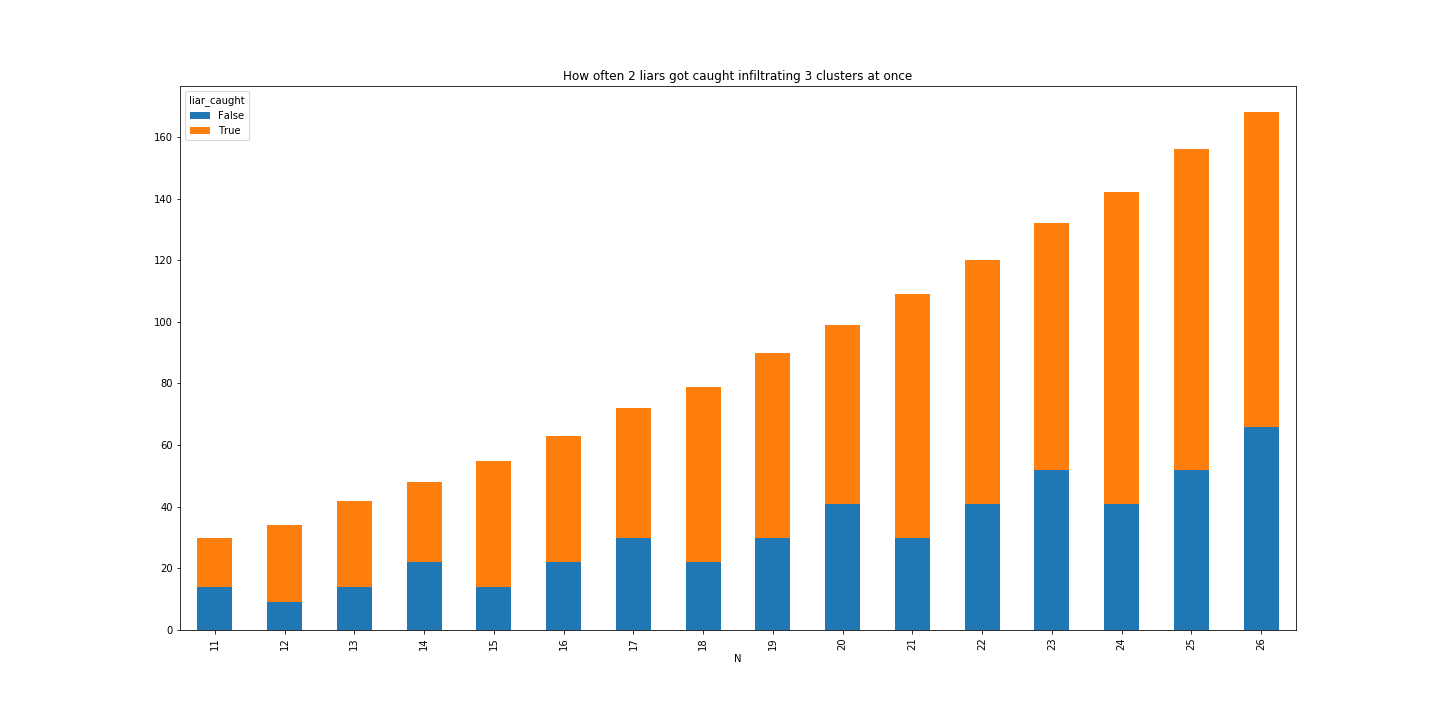 How often 2 liars got caught infiltrating 3 clusters at once
liar_caught
False
True
160
140
120
100
80
60
40
20
0
11 12 13 14 15 16 17 18 19 20 21 22 23 24 25 26
N